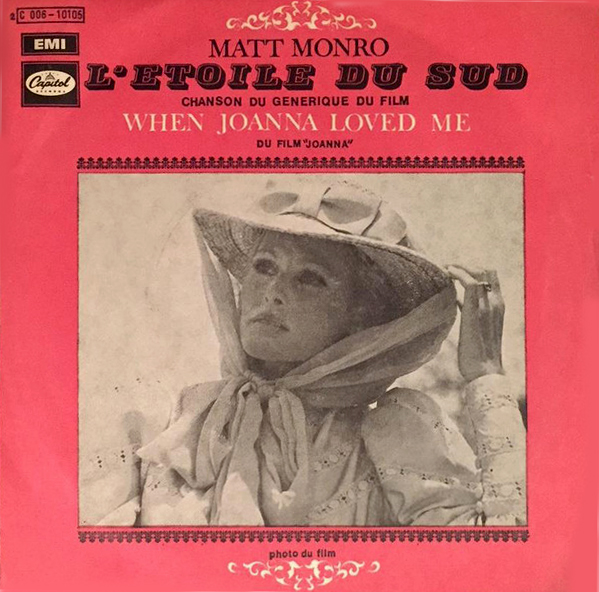 2 C 006-10105
EMI
MATT MONRO
Capitol
RECORDS
L'ETOILE DU SUD
CHANSON DU GENERIQUE DU FILM
WHEN JOANNA LOVED ME
DU FILM "JOANNA"
photo du film